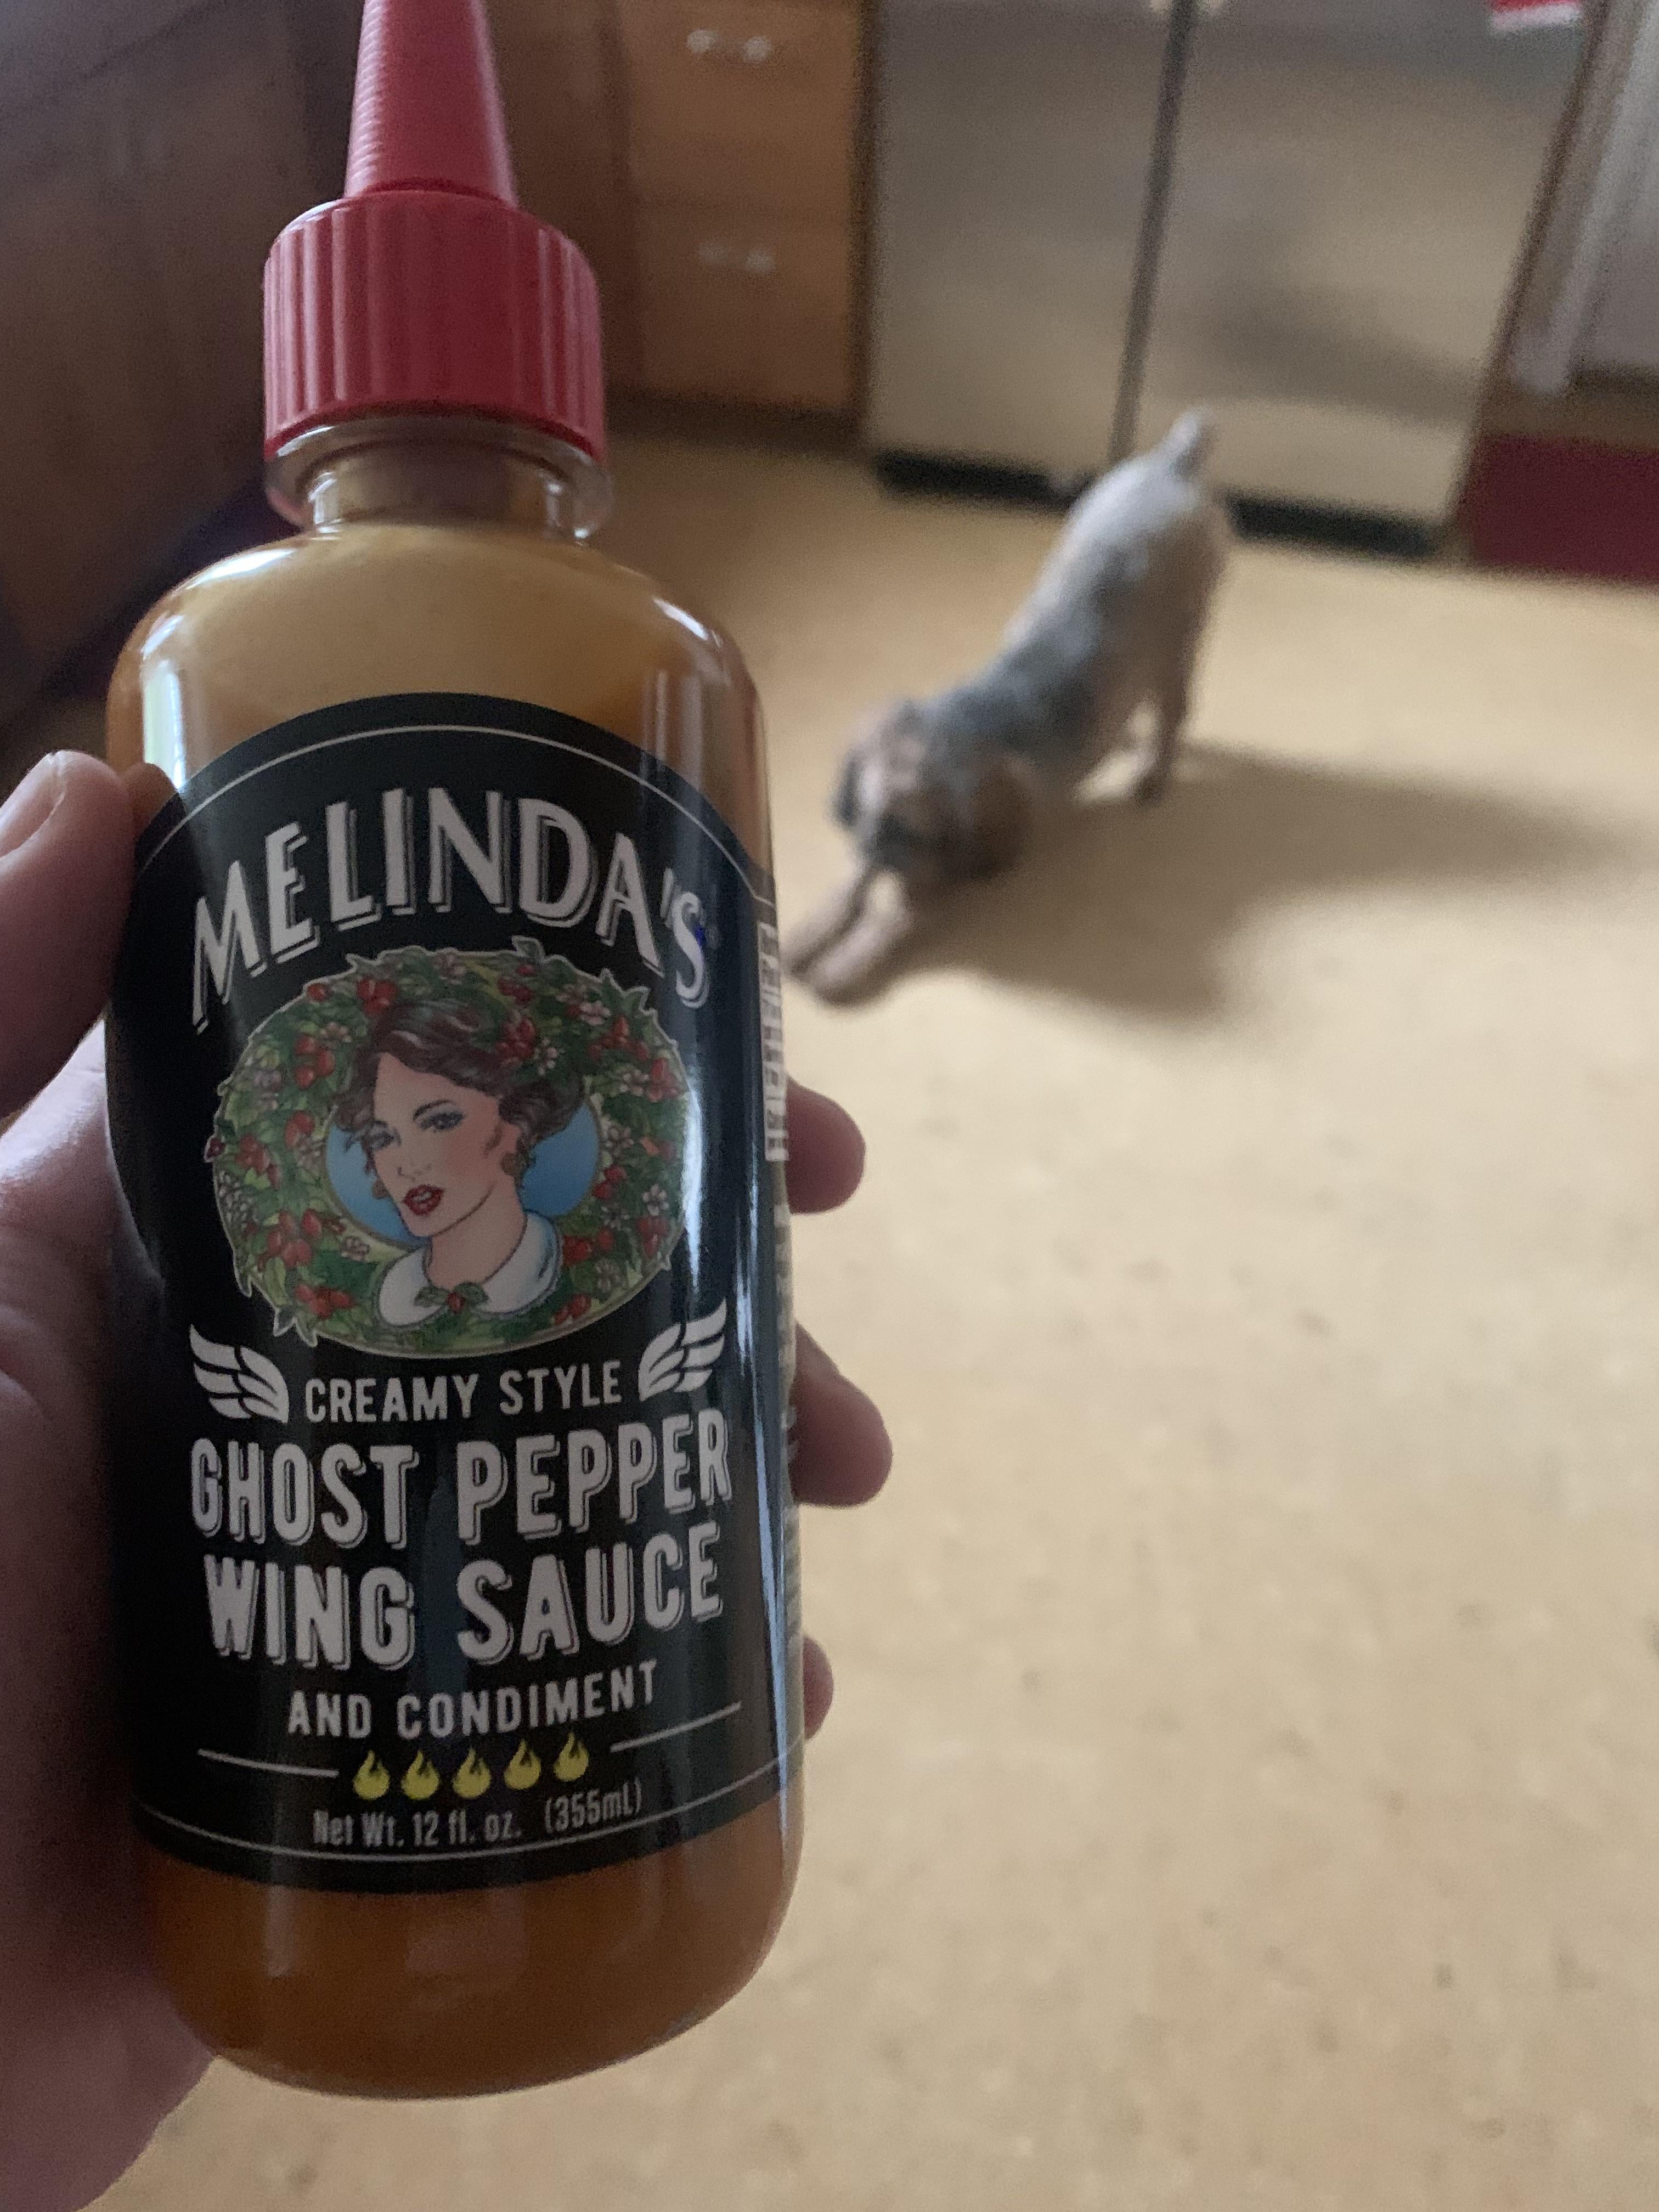 MELINDA'S
CREAMY STYLE
GHOST PEPPER
WING SAUCE
AND CONDIMENT
Net Wt. 12 fl. oz. (355mL)